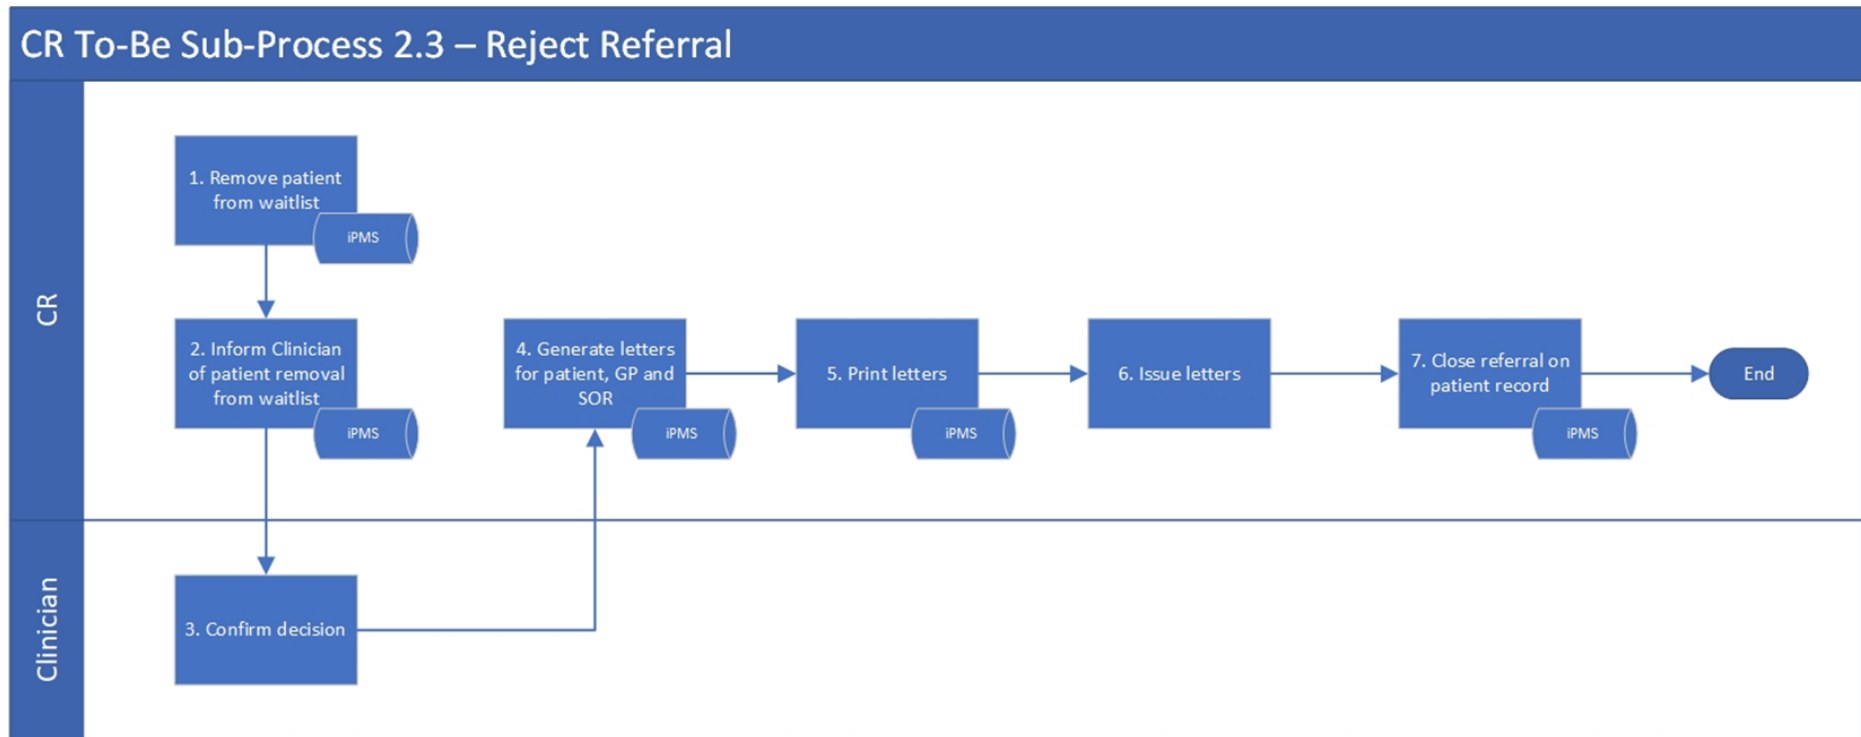 CR To-Be Sub-Process 2.3 – Reject Referral
CR
1. Remove patient
from waitlist
iPMS
2. Inform Clinician
of patient removal
from waitlist
iPMS
4. Generate letters
for patient, GP and
SOR
iPMS
5. Print letters
iPMS
6. Issue letters
7. Close referral on
patient record
iPMS
End
Clinician
3. Confirm decision